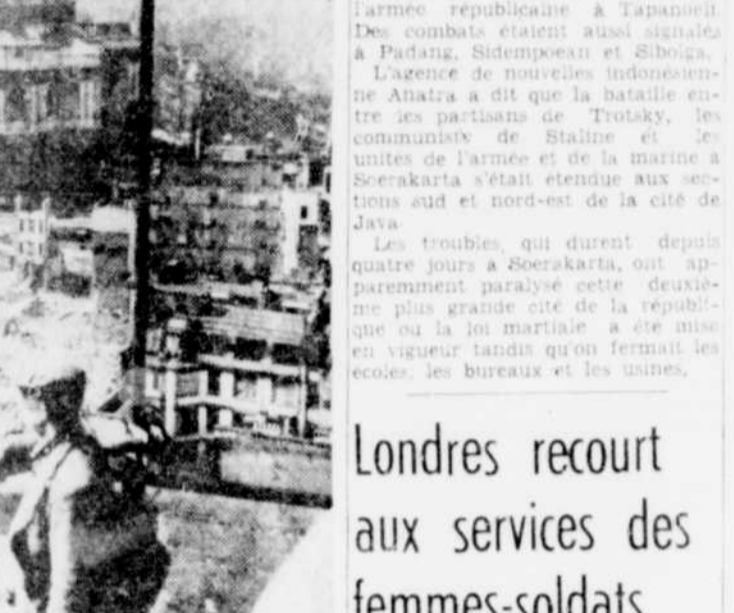 l'armée républicaine à Tapanoeli.
Des combats étaient aussi signalés
à Padang, Sidempoean et Sibolga.
L'agence de nouvelles indonésien-
ne Anatra a dit que la bataille en-
tre les partisans de Trotsky, les
communists de Staline et les
unités de l'armée et de la marine à
Soerakarta s'était étendue aux sec-
tions sud et nord-est de la cité de
Java.
Les troubles, qui durent depuis
quatre jours à Soerakarta, ont ap-
paremment paralysé cette deuxiè-
me plus grande cité de la républi-
que ou la loi martiale a été mise
en vigueur tandis qu'on fermait les
écoles, les bureaux et les usines.
Londres recourt
aux services des
femmes-soldats